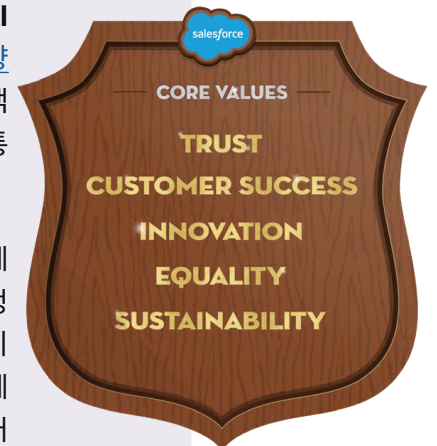 salesforce
CORE VALUES
TRUST
CUSTOMER SUCCESS
INNOVATION
EQUALITY
SUSTAINABILITY